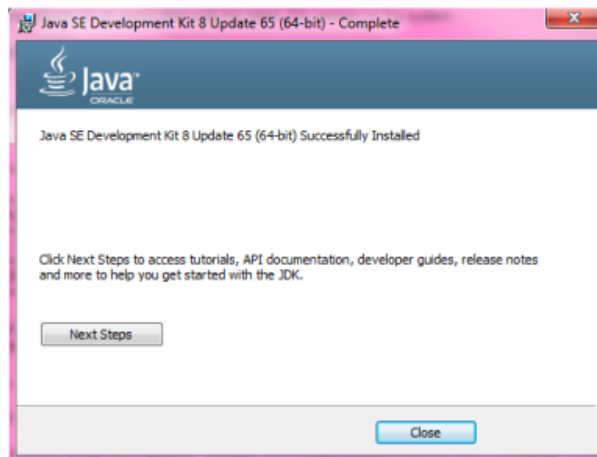 Java SE Development Kit 8 Update 65 (64-bit) - Complete
Java
ORACLE
Java SE Development Kit 8 Update 65 (64-bit) Successfully Installed
Click Next Steps to access tutorials, API documentation, developer guides, release notes
and more to help you get started with the JDK.
Next Steps
Close